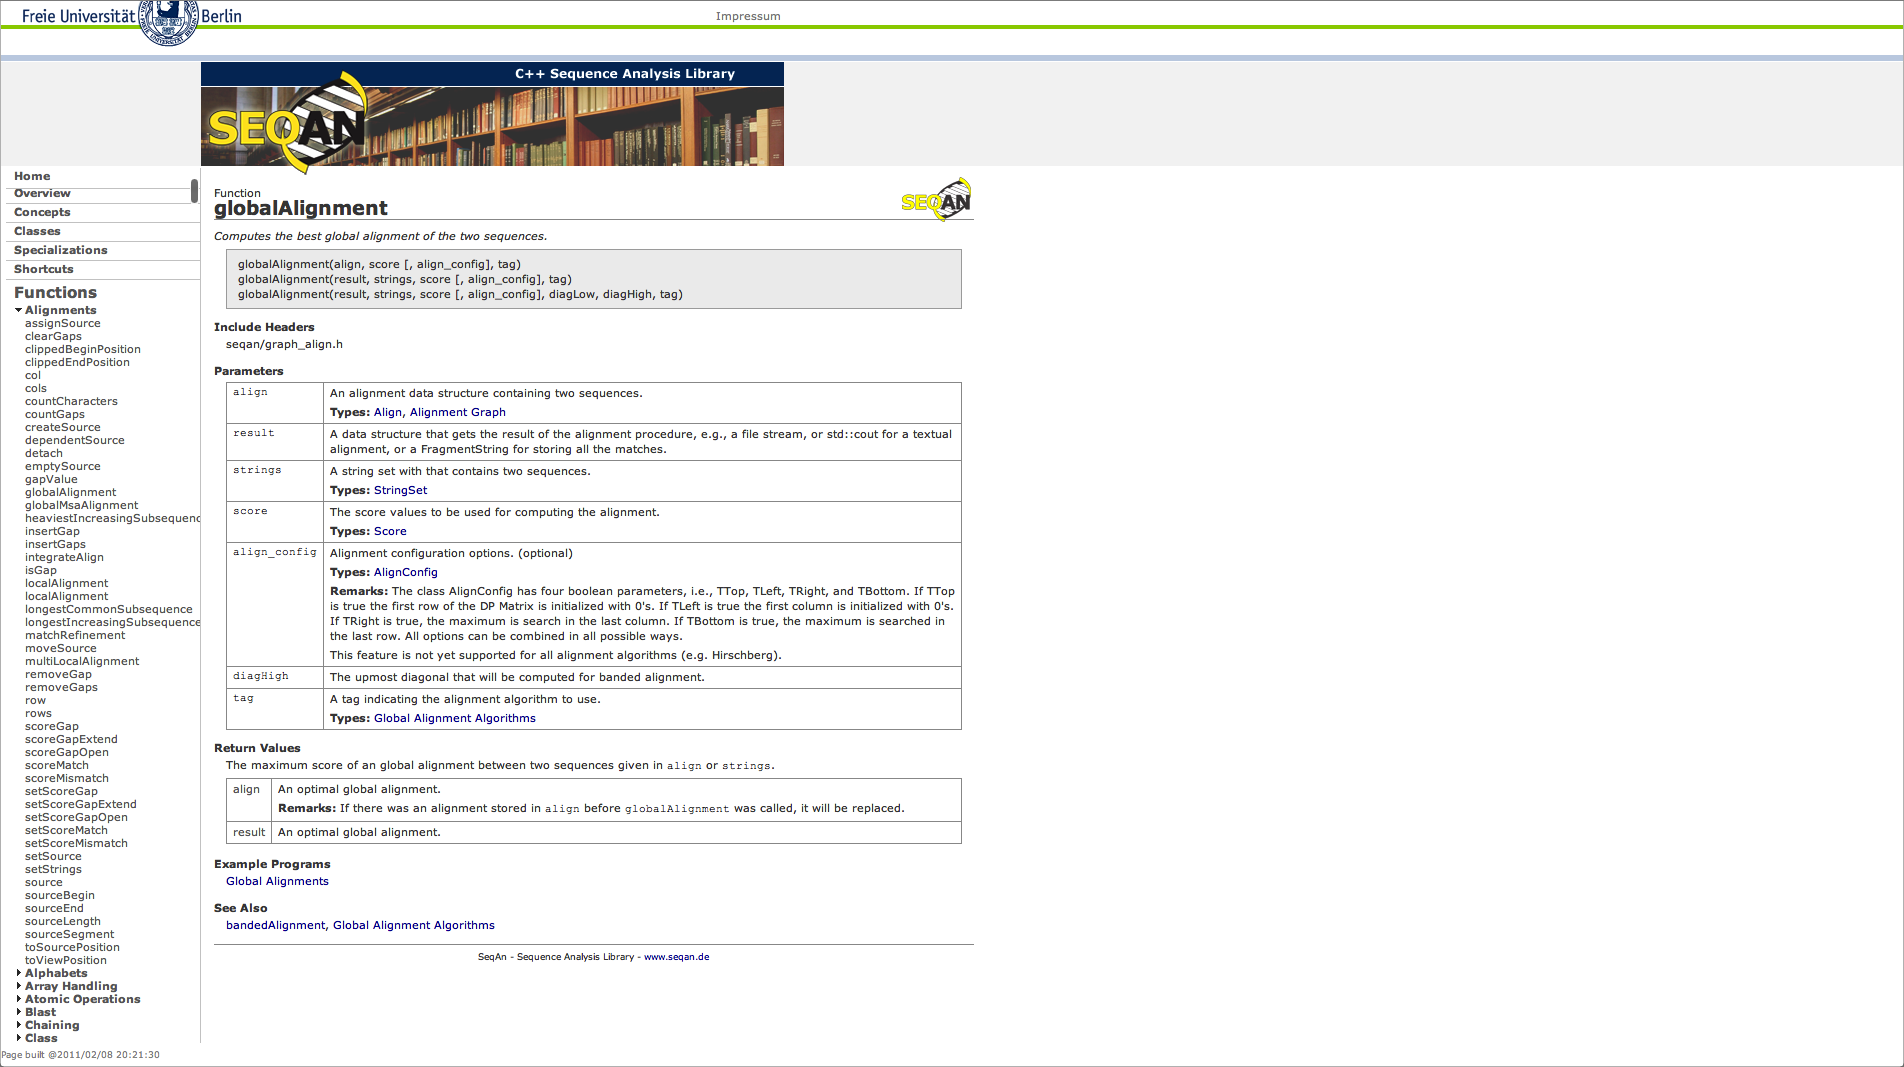 Freie Universität Berlin
Impressum
C++ Sequence Analysis Library
SEQAN
Home
Overview
Concepts
Classes
Specializations
Shortcuts
Functions
Alignments
assignSource
clearGaps
clippedBeginPosition
clippedEndPosition
col
cols
countCharacters
countGaps
createSource
dependentSource
detach
emptySource
gapValue
globalAlignment
globalMsaAlignment
heaviestIncreasingSubsequenc
insertGap
insertGaps
integrateAlign
isGap
localAlignment
localAlignment
longestCommonSubsequence
longestIncreasingSubsequence
matchRefinement
moveSource
multiLocalAlignment
removeGap
removeGaps
row
rows
scoreGap
scoreGapExtend
scoreGapOpen
scoreMatch
scoreMismatch
setScoreGap
setScoreGapExtend
setScoreGapOpen
setScoreMatch
setScoreMismatch
setSource
setStrings
source
sourceBegin
sourceEnd
sourceLength
sourceSegment
toSourcePosition
toViewPosition
Alphabets
Array Handling
Atomic Operations
Blast
Chaining
Class
Page built @2011/02/08 20:21:30
Function
globalAlignment
SEQAN
Computes the best global alignment of the two sequences.
globalAlignment(align, score [, align_config], tag)
globalAlignment(result, strings, score [, align_config], tag)
globalAlignment(result, strings, score [, align_config], diagLow, diagHigh, tag)
Include Headers
seqan/graph_align.h
Parameters
align
An alignment data structure containing two sequences.
Types: Align, Alignment Graph
result
A data structure that gets the result of the alignment procedure, e.g., a file stream, or std::cout for a textual
alignment, or a FragmentString for storing all the matches.
strings
A string set with that contains two sequences.
Types: StringSet
score
The score values to be used for computing the alignment.
Types: Score
align_config
Alignment configuration options. (optional)
Types: AlignConfig
Remarks: The class AlignConfig has four boolean parameters, i.e., TTop, TLeft, TRight, and TBottom. If TTop
is true the first row of the DP Matrix is initialized with 0's. If TLeft is true the first column is initialized with 0's.
If TRight is true, the maximum is search in the last column. If TBottom is true, the maximum is searched in
the last row. All options can be combined in all possible ways.
This feature is not yet supported for all alignment algorithms (e.g. Hirschberg).
diagHigh
The upmost diagonal that will be computed for banded alignment.
tag
A tag indicating the alignment algorithm to use.
Types: Global Alignment Algorithms
Return Values
The maximum score of an global alignment between two sequences given in align or strings.
align
An optimal global alignment.
Remarks: If there was an alignment stored in align before globalAlignment was called, it will be replaced.
result
An optimal global alignment.
Example Programs
Global Alignments
See Also
bandedAlignment, Global Alignment Algorithms
SeqAn - Sequence Analysis Library - www.seqan.de